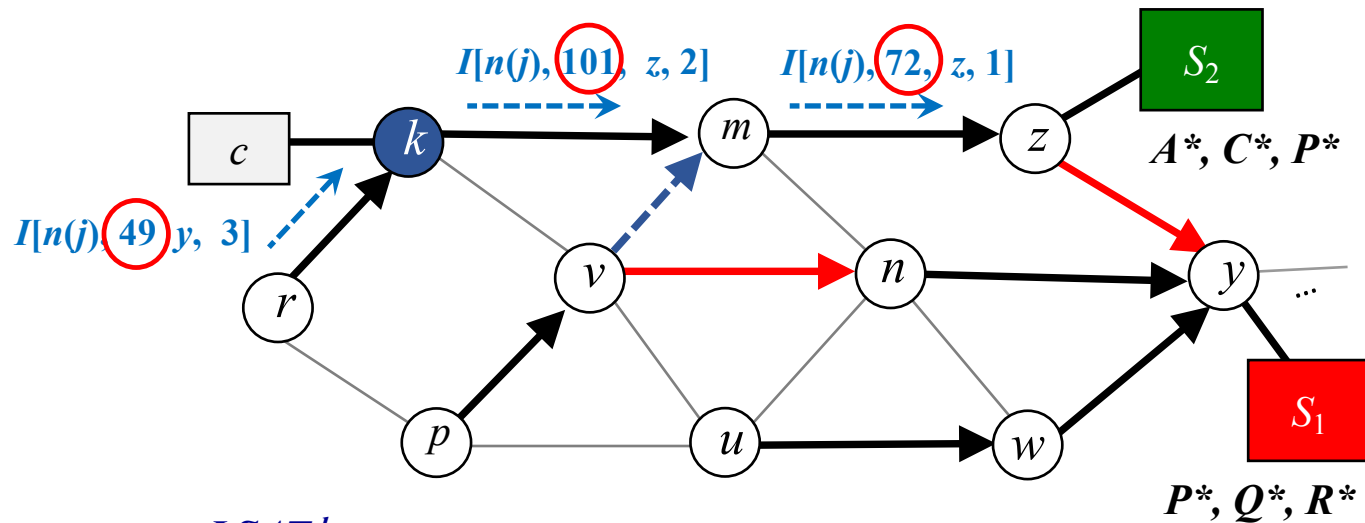 I[n(j), 101, z, 2] I[n(j), 72, z, 1]
S2
c k m z
A*, C*, P*
I[n(j), 49 y, 3]
r v n y ...
p u w
S1
P*, Q*, R*